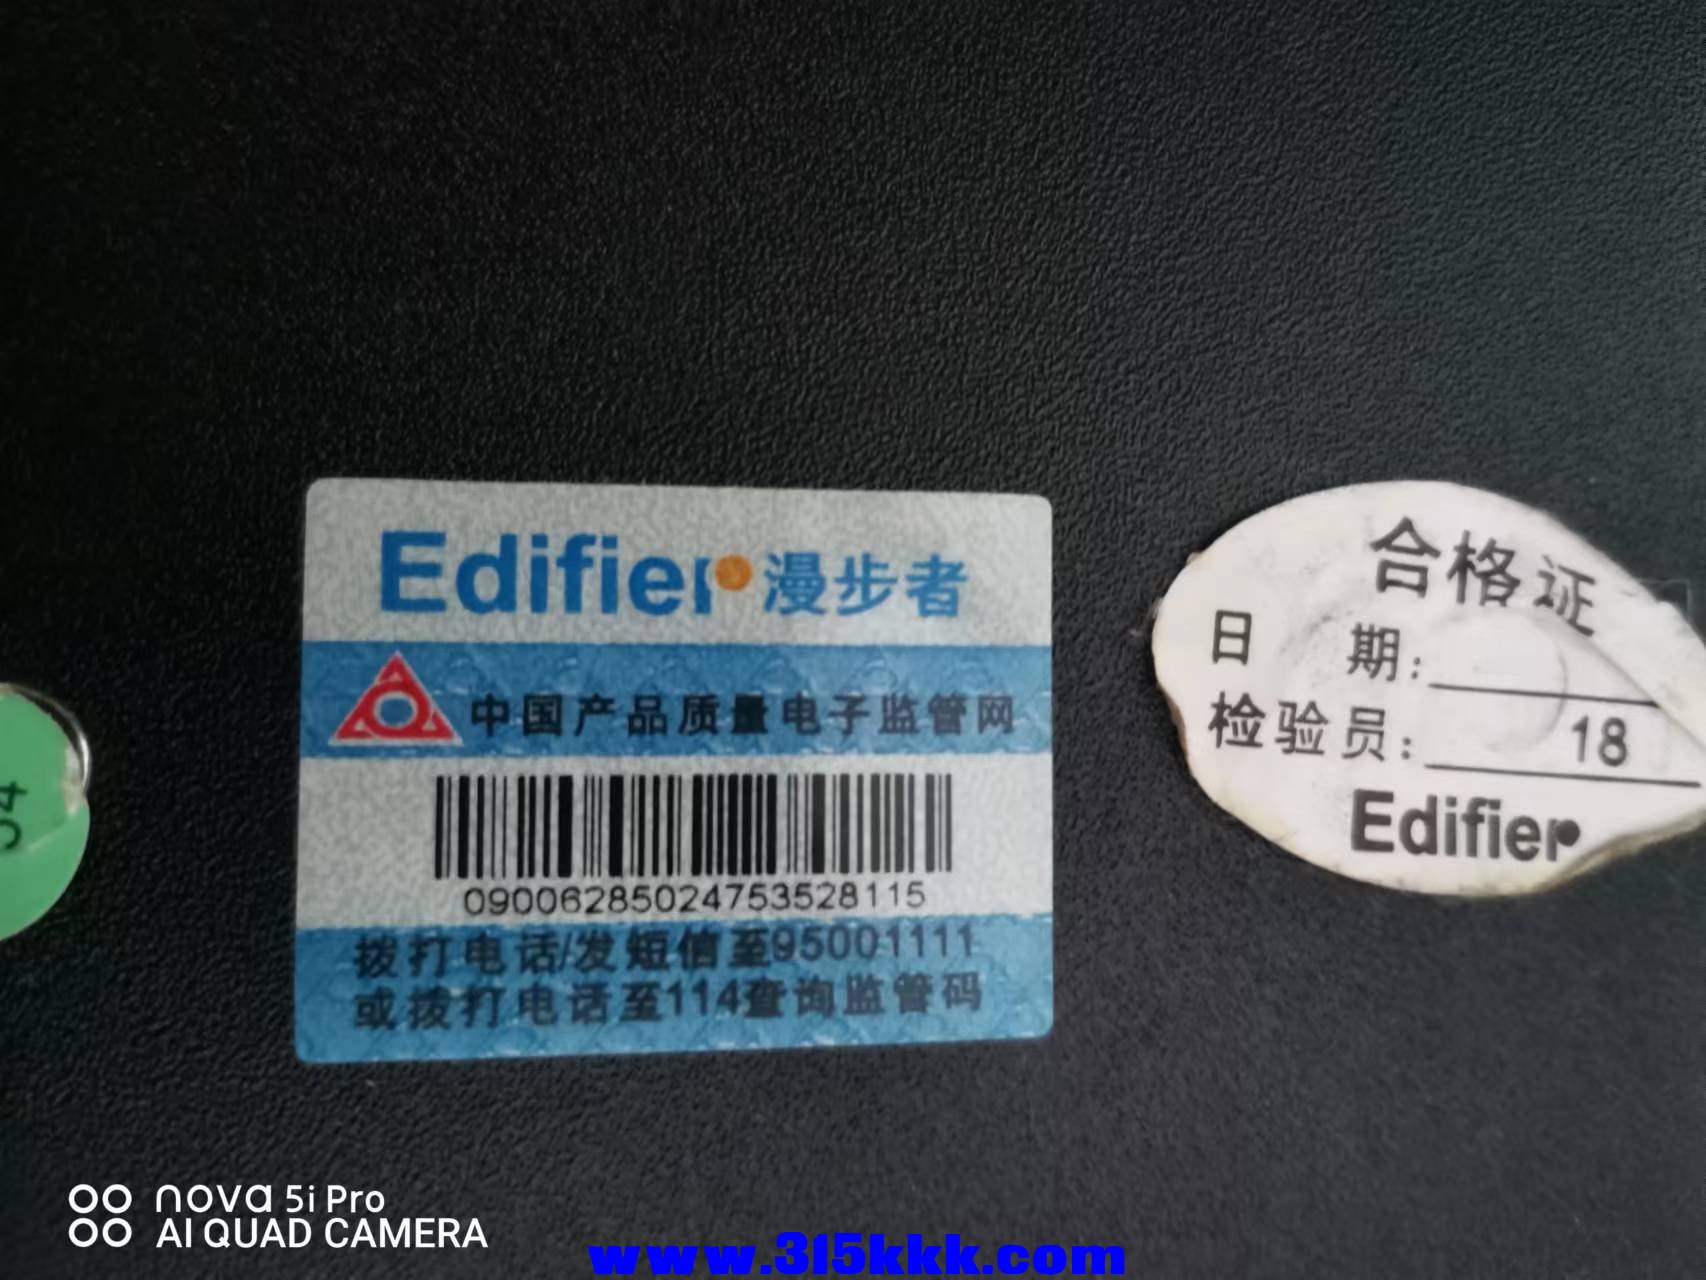 Edifier 漫步者
中国产品质量电子监管网
09006285024753528115
拨打电话/发短信至95001111
或拨打电话至114查询监管码
合格证
日 期:
检验员: 18
Edifier
nova 5i Pro
AI QUAD CAMERA
www.315kkk.com